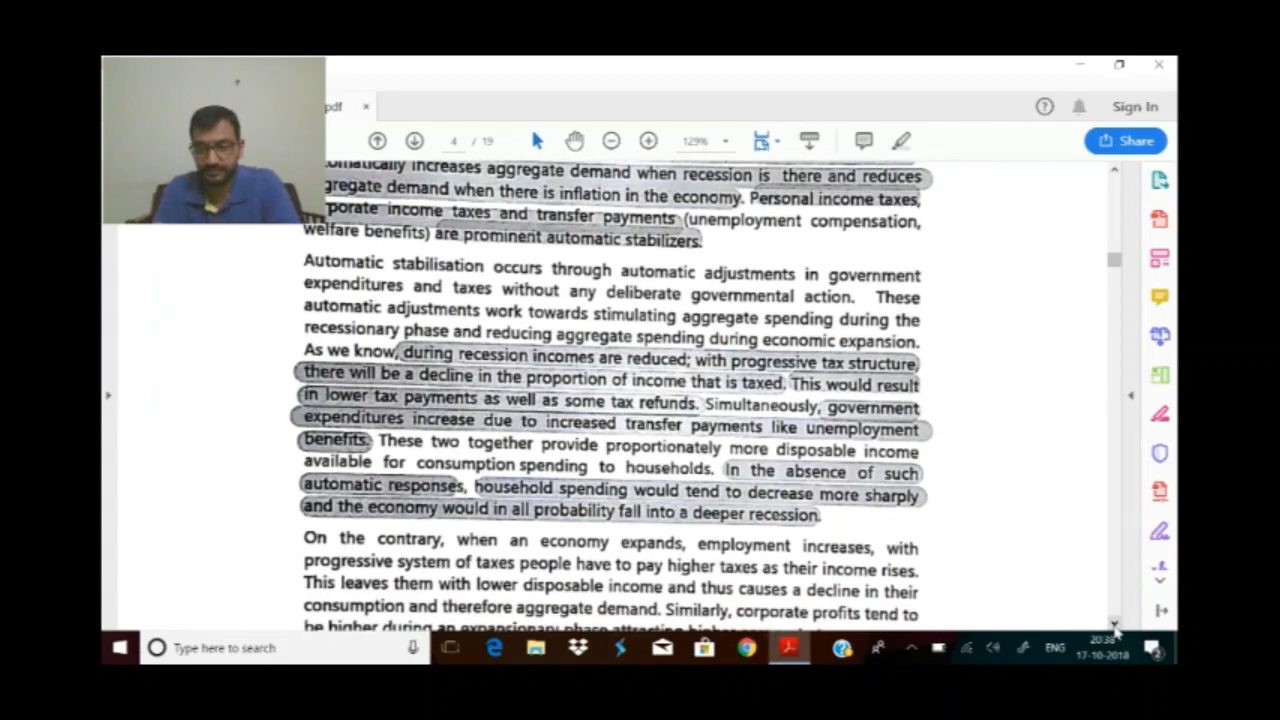 pdf
Sign In
4 / 19
129%
Share
automatically increases aggregate demand when recession is there and reduces
gregate demand when there is inflation in the economy. Personal income taxes,
porate income taxes and transfer payments (unemployment compensation,
welfare benefits) are prominent automatic stabilizers.
Automatic stabilisation occurs through automatic adjustments in government
expenditures and taxes without any deliberate governmental action. These
automatic adjustments work towards stimulating aggregate spending during the
recessionary phase and reducing aggregate spending during economic expansion.
As we know, during recession incomes are reduced; with progressive tax structure,
there will be a decline in the proportion of income that is taxed. This would result
in lower tax payments as well as some tax refunds. Simultaneously, government
expenditures increase due to increased transfer payments like unemployment
benefits. These two together provide proportionately more disposable income
available for consumption spending to households. In the absence of such
automatic responses, household spending would tend to decrease more sharply
and the economy would in all probability fall into a deeper recession.
On the contrary, when an economy expands, employment increases, with
progressive system of taxes people have to pay higher taxes as their income rises.
This leaves them with lower disposable income and thus causes a decline in their
consumption and therefore aggregate demand. Similarly, corporate profits tend to
be higher during an expansionary phase attracting
Type here to search
ENG
20:38
17-10-2018